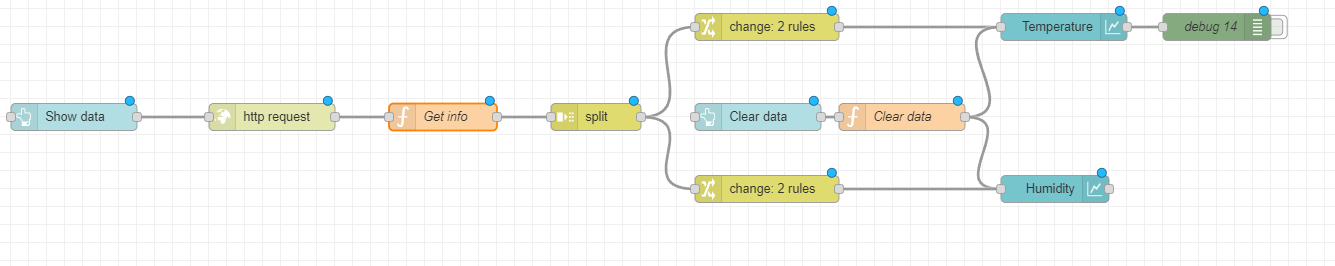 change: 2 rules
Temperature
debug 14
Show data
http request
Get info
split
Clear data
Clear data
change: 2 rules
Humidity